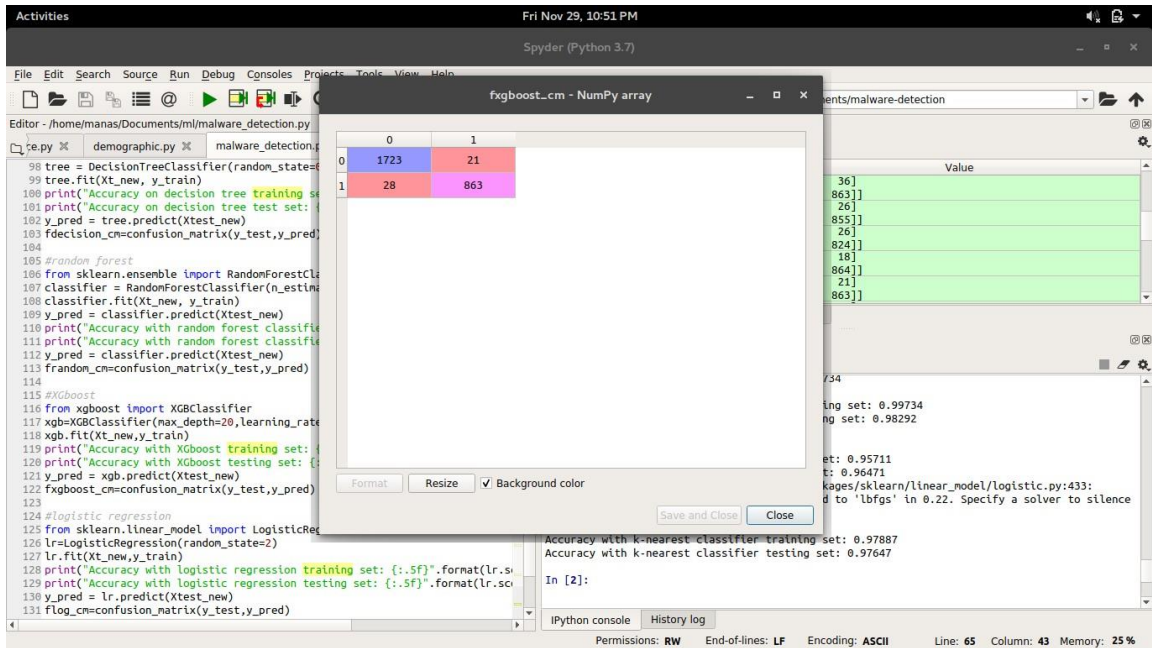 Activities
Fri Nov 29, 10:51 PM
Spyder (Python 3.7)
File Edit Search Source Run Debug Consoles Projects Tools View Help
ents/malware-detection
Editor - /home/manas/Documents/ml/malware_detection.py
ce.py
demographic.py
malware_detection.p
98 tree = DecisionTreeClassifier(random_state=0
99 tree.fit(Xt_new, y_train)
100 print("Accuracy on decision tree training se
101 print("Accuracy on decision tree test set: {
102 y_pred = tree.predict(Xtest_new)
103 fdecision_cm=confusion_matrix(y_test,y_pred)
104
105 #random forest
106 from sklearn.ensemble import RandomForestCla
107 classifier = RandomForestClassifier(n_estima
108 classifier.fit(Xt_new, y_train)
109 y_pred = classifier.predict(Xtest_new)
110 print("Accuracy with random forest classifie
111 print("Accuracy with random forest classifie
112 y_pred = classifier.predict(Xtest_new)
113 frandom_cm=confusion_matrix(y_test,y_pred)
114
115 #XGboost
116 from xgboost import XGBClassifier
117 xgb=XGBClassifier(max_depth=20,learning_rate
118 xgb.fit(Xt_new,y_train)
119 print("Accuracy with XGboost training set: {
120 print("Accuracy with XGboost testing set: {:
121 y_pred = xgb.predict(Xtest_new)
122 fxgboost_cm=confusion_matrix(y_test,y_pred)
123
124 #logistic regression
125 from sklearn.linear_model import LogisticReg
126 lr=LogisticRegression(random_state=2)
127 lr.fit(Xt_new,y_train)
128 print("Accuracy with logistic regression training set: {:.5f}".format(lr.sc
129 print("Accuracy with logistic regression testing set: {:.5f}".format(lr.sco
130 y_pred = lr.predict(Xtest_new)
131 flog_cm=confusion_matrix(y_test,y_pred)
fxgboost_cm - NumPy array
0 1
0 1723 21
1 28 863
Format
Resize
Background color
Save and Close
Close
Value
36]
863]]
26]
855]]
26]
824]]
18]
864]]
21]
863]]
734
ing set: 0.99734
ng set: 0.98292
et: 0.95711
t: 0.96471
kages/sklearn/linear_model/logistic.py:433:
d to 'lbfgs' in 0.22. Specify a solver to silence
Accuracy with k-nearest classifier training set: 0.97887
Accuracy with k-nearest classifier testing set: 0.97647
In [2]:
IPython console
History log
Permissions: RW End-of-lines: LF Encoding: ASCII Line: 65 Column: 43 Memory: 25 %